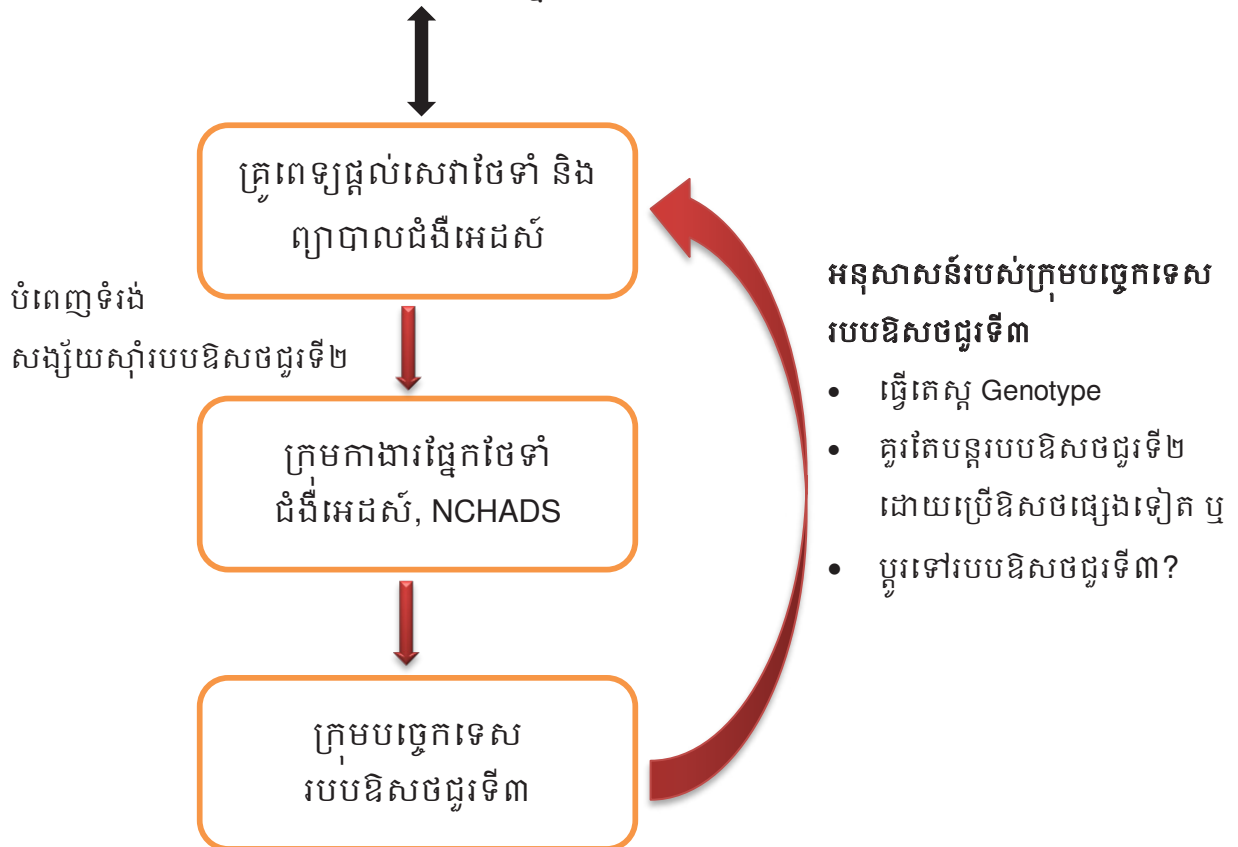 គ្រូពេទ្យផ្តល់សេវាថែទាំ និង
ព្យាបាលជំងឺអេដស៍
បំពេញទំរង់
សង្ស័យស៊ាំរបបឱសថជួរទី២
ក្រុមកាងារផ្នែកថែទាំ
ជំងឺអេដស៍, NCHADS
ក្រុមបច្ចេកទេស
របបឱសថជួរទី៣
អនុសាសន៍របស់ក្រុមបច្ចេកទេស
របបឱសថជួរទី៣
• ធ្វើតេស្ត Genotype
• គួរតែបន្តរបបឱសថជួរទី២
ដោយប្រើឱសថផ្សេងទៀត ឬ
• ប្តូរទៅរបបឱសថជួរទី៣?